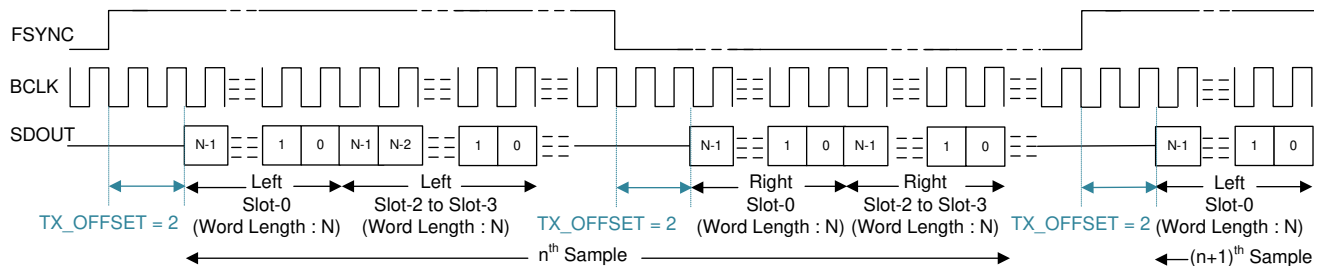 FSYNC
BCLK
SDOUT
N-1 1 0 N-1 N-2 1 0 N-1 1 0 N-1 1 0 N-1 1 0
TX_OFFSET = 2
Left
Slot-0
(Word Length : N)
Left
Slot-2 to Slot-3
(Word Length : N)
TX_OFFSET = 2
Right
Slot-0
(Word Length : N)
Right
Slot-2 to Slot-3
(Word Length : N)
TX_OFFSET = 2
Left
Slot-0
(Word Length : N)
nth Sample
(n+1)th Sample